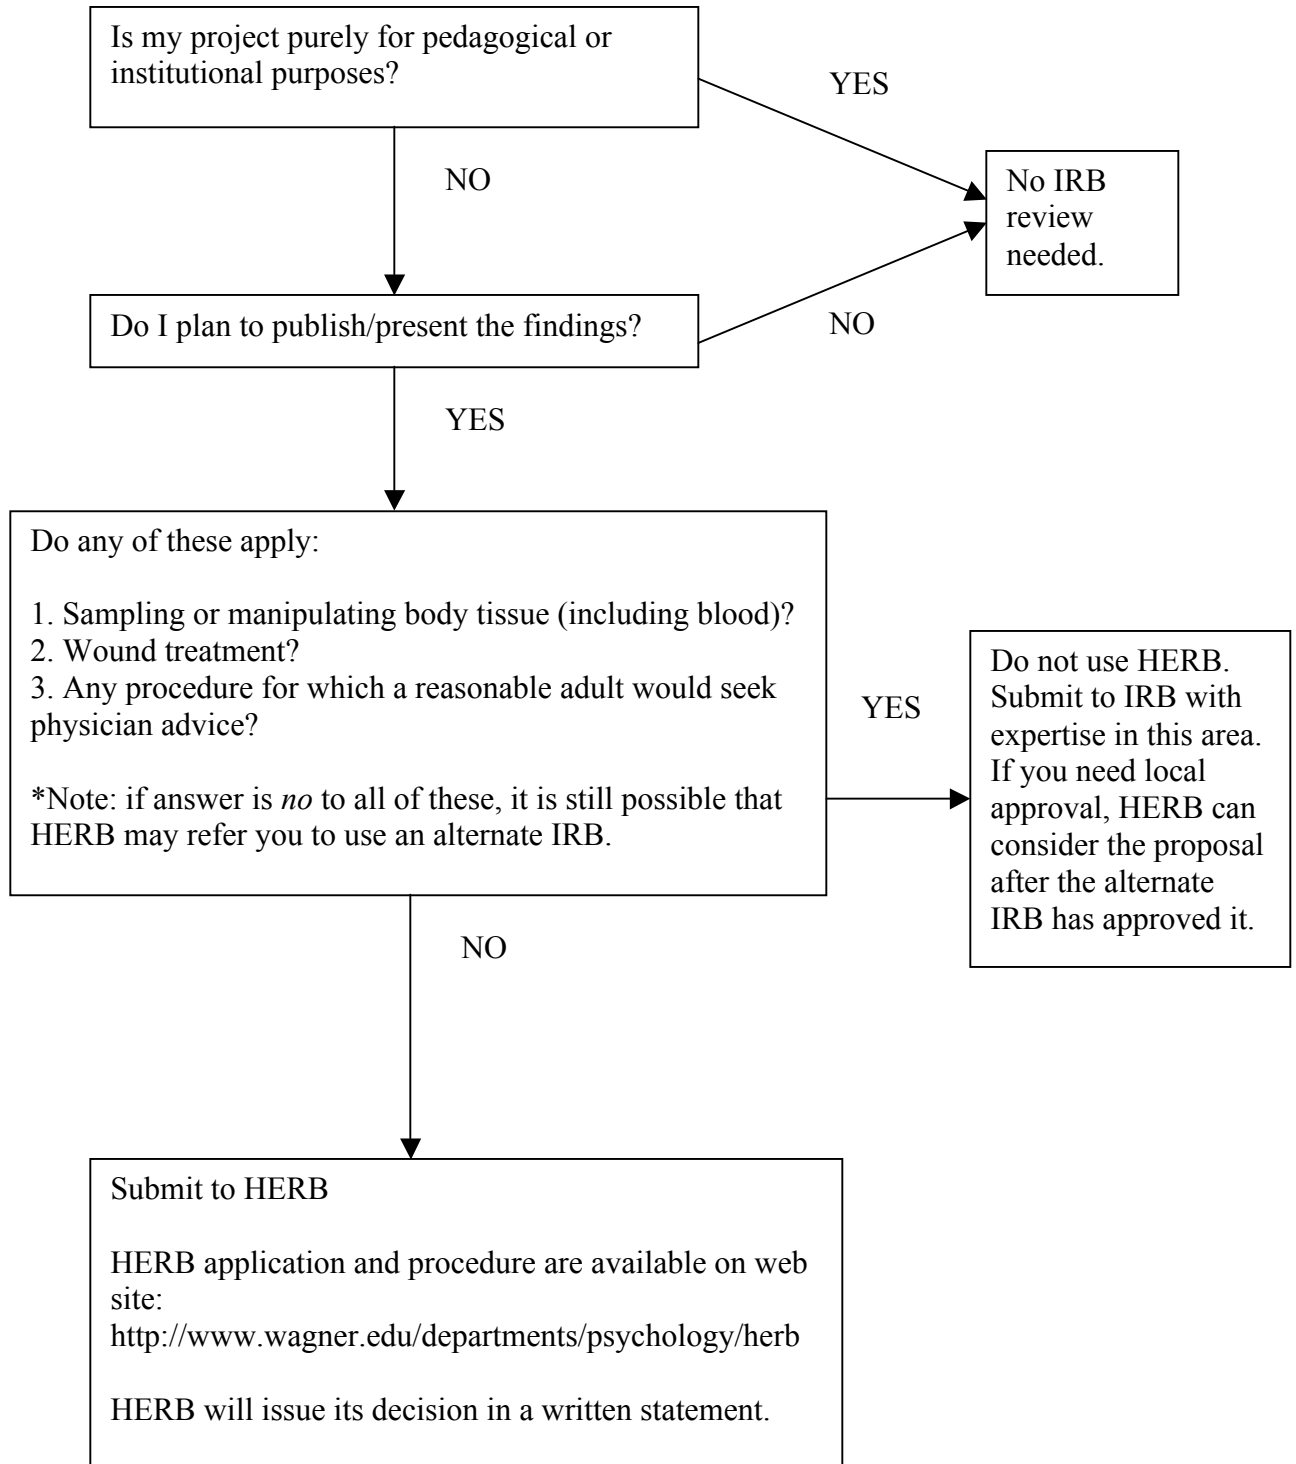 Is my project purely for pedagogical or
institutional purposes?
YES
NO
No IRB
review
needed.
Do I plan to publish/present the findings?
NO
YES
Do any of these apply:
1. Sampling or manipulating body tissue (including blood)?
2. Wound treatment?
3. Any procedure for which a reasonable adult would seek
physician advice?
*Note: if answer is no to all of these, it is still possible that
HERB may refer you to use an alternate IRB.
YES
Do not use HERB.
Submit to IRB with
expertise in this area.
If you need local
approval, HERB can
consider the proposal
after the alternate
IRB has approved it.
NO
Submit to HERB
HERB application and procedure are available on web
site:
http://www.wagner.edu/departments/psychology/herb
HERB will issue its decision in a written statement.